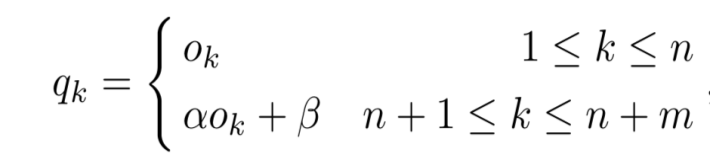 q_k = { o_k    1 ≤ k ≤ n
αo_k + β    n + 1 ≤ k ≤ n + m ,